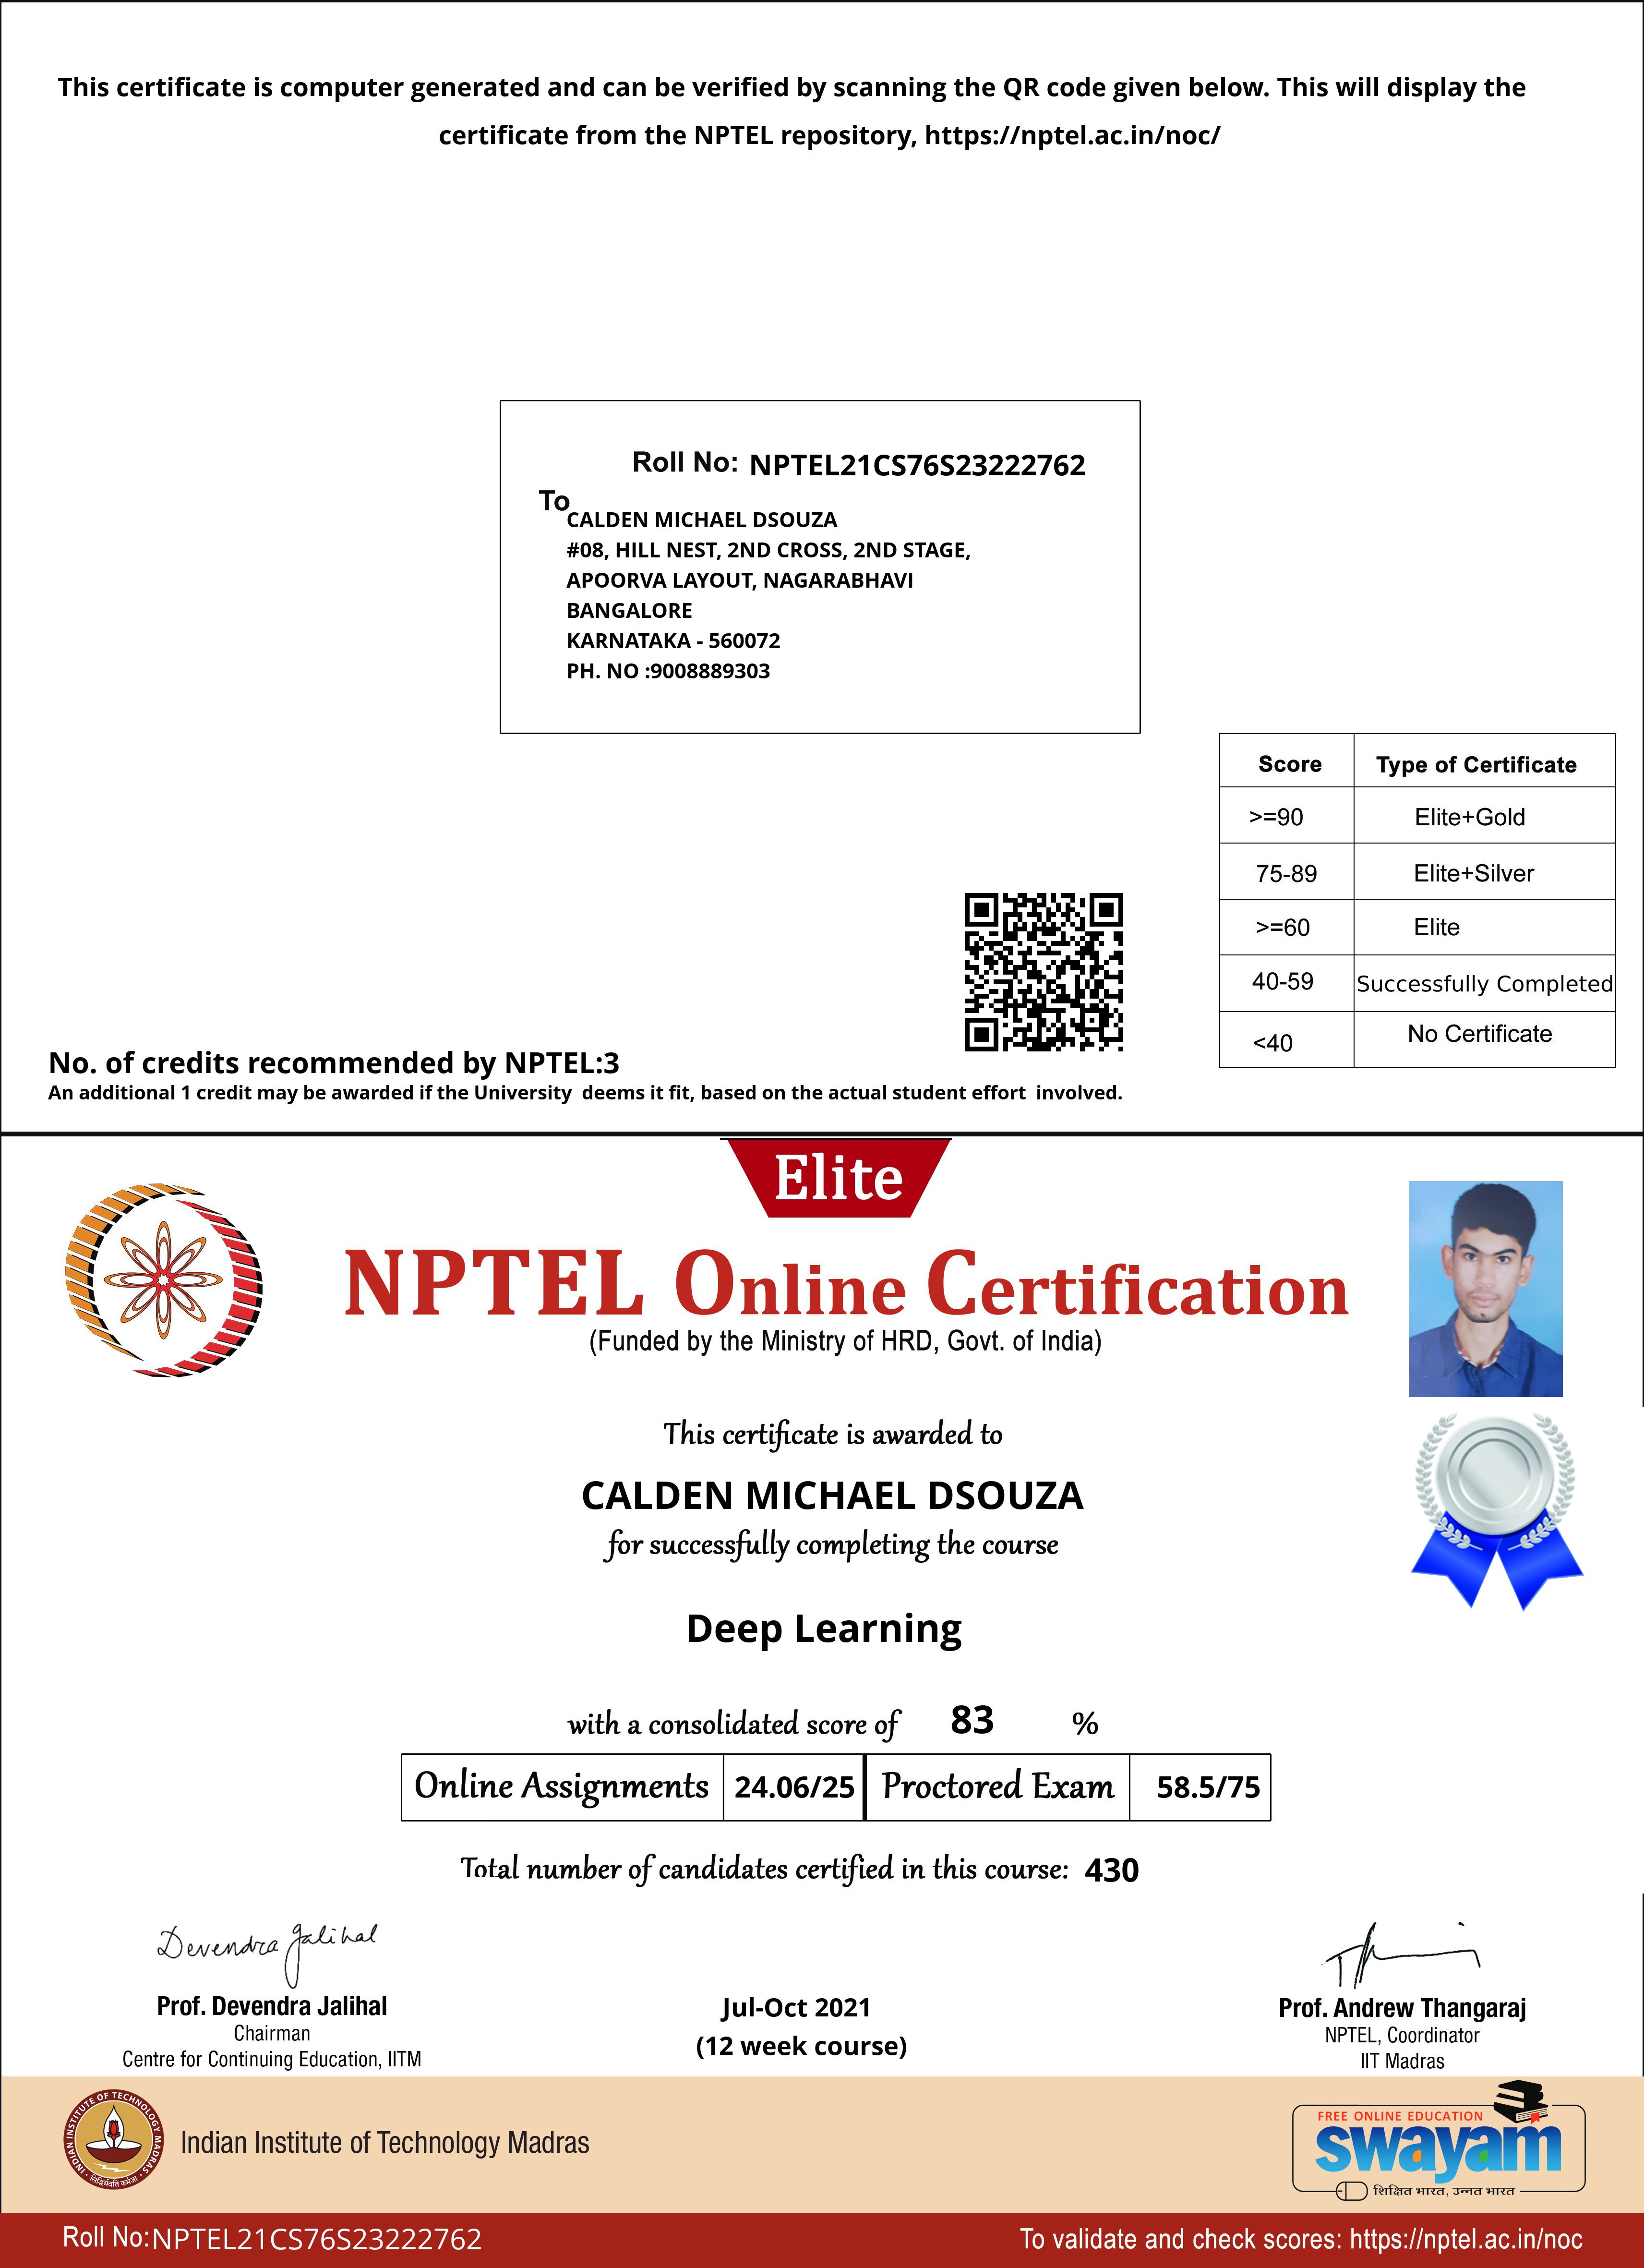 This certificate is computer generated and can be verified by scanning the QR code given below. This will display the
certificate from the NPTEL repository, https://nptel.ac.in/noc/
Roll No: NPTEL21CS76S23222762
To
CALDEN MICHAEL DSOUZA
#08, HILL NEST, 2ND CROSS, 2ND STAGE,
APOORVA LAYOUT, NAGARABHAVI
BANGALORE
KARNATAKA - 560072
PH. NO :9008889303
Score Type of Certificate
>=90 Elite+Gold
75-89 Elite+Silver
>=60 Elite
40-59 Successfully Completed
<40 No Certificate
No. of credits recommended by NPTEL:3
An additional 1 credit may be awarded if the University deems it fit, based on the actual student effort involved.
Elite
NPTEL Online Certification
(Funded by the Ministry of HRD, Govt. of India)
This certificate is awarded to
CALDEN MICHAEL DSOUZA
for successfully completing the course
Deep Learning
with a consolidated score of 83 %
Online Assignments 24.06/25 Proctored Exam 58.5/75
Total number of candidates certified in this course: 430
Devendra Jalihal
Prof. Devendra Jalihal
Chairman
Centre for Continuing Education, IITM
Jul-Oct 2021
(12 week course)
Prof. Andrew Thangaraj
NPTEL, Coordinator
IIT Madras
INDIAN INSTITUTE OF TECHNOLOGY MADRAS
सिद्धिर्भवति कर्मजा
Indian Institute of Technology Madras
FREE ONLINE EDUCATION
swayam
शिक्षित भारत, उन्नत भारत
Roll No: NPTEL21CS76S23222762
To validate and check scores: https://nptel.ac.in/noc